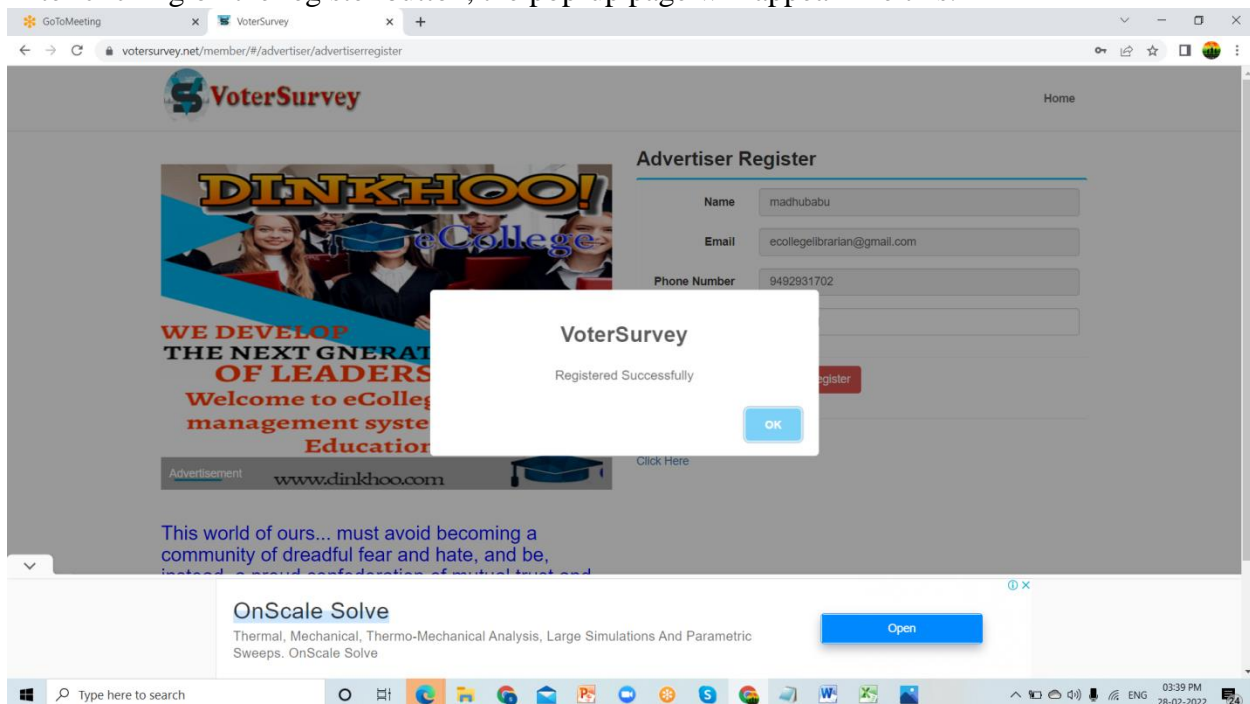 GoToMeeting
VoterSurvey
votersurvey.net/member/#/advertiser/advertiserregister
VoterSurvey
Home
DINKHOO!
eCollege
WE DEVELOP
THE NEXT GNERAT
OF LEADERS
Welcome to eColleg
management syste
Education
Advertisement
www.dinkhoo.com
This world of ours... must avoid becoming a
community of dreadful fear and hate, and be,
Advertiser Register
Name madhubabu
Email ecollegelibrarian@gmail.com
Phone Number 9492931702
egister
Click Here
VoterSurvey
Registered Successfully
OK
OnScale Solve
Thermal, Mechanical, Thermo-Mechanical Analysis, Large Simulations And Parametric
Sweeps. OnScale Solve
Open
Type here to search
ENG
03:39 PM
28-02-2022
24